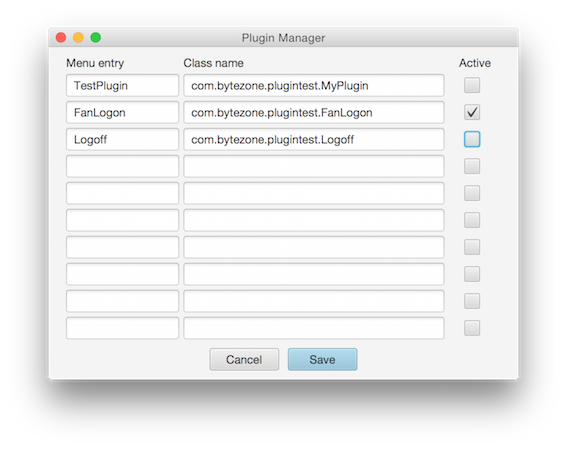 Plugin Manager
Menu entry Class name Active
TestPlugin com.bytezone.plugintest.MyPlugin
FanLogon com.bytezone.plugintest.FanLogon
Logoff com.bytezone.plugintest.Logoff
Cancel Save